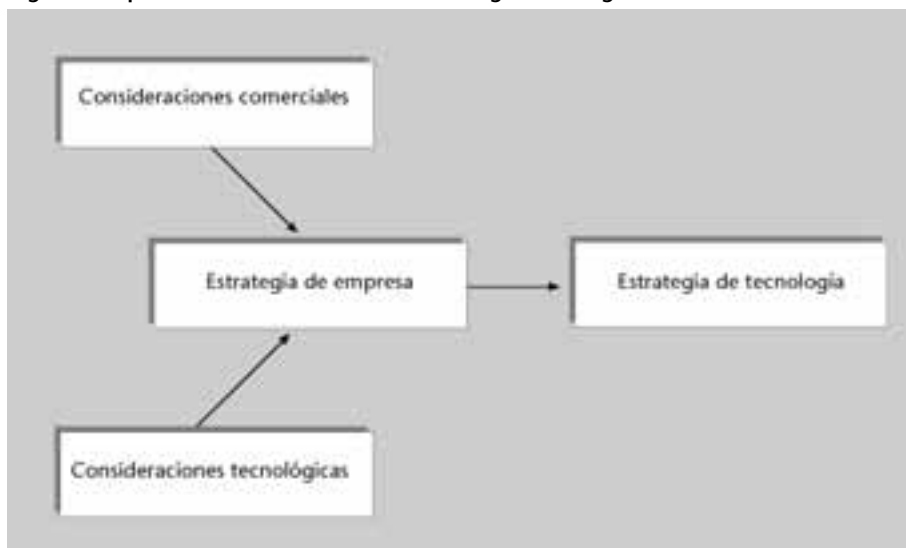 Consideraciones comerciales
Estrategia de empresa
Estrategia de tecnología
Consideraciones tecnológicas